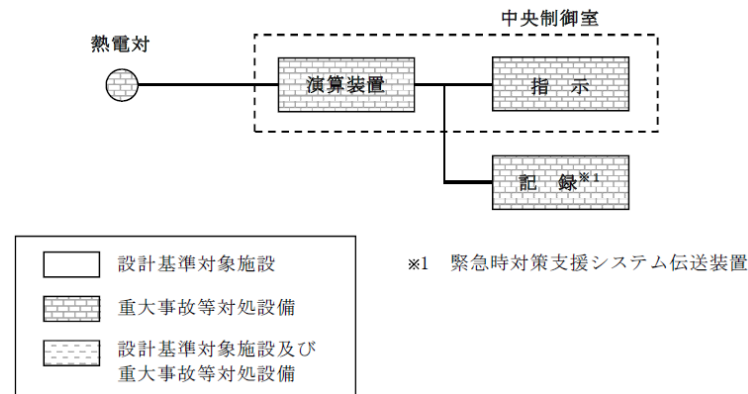 中央制御室
熱電対
演算装置
指 示
記 録※1
設計基準対象施設
※1 緊急時対策支援システム伝送装置
重大事故等対処設備
設計基準対象施設及び
重大事故等対処設備